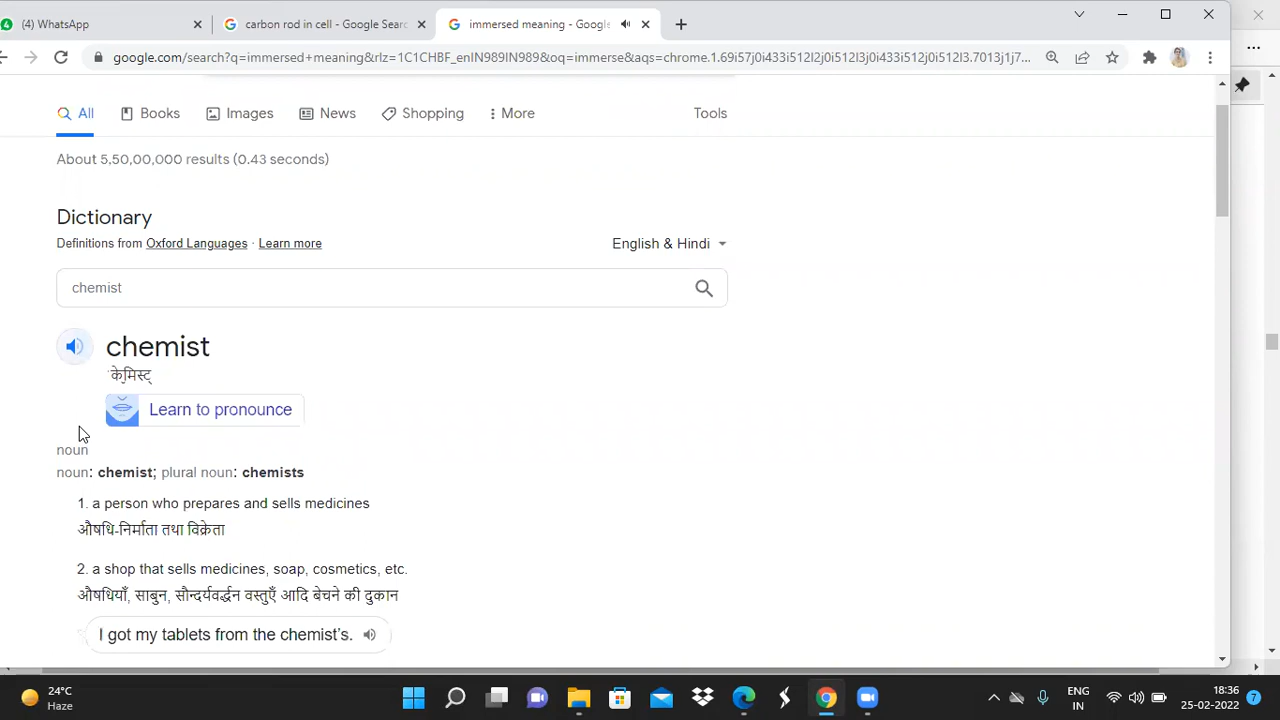 4 (4) WhatsApp
carbon rod in cell - Google Searc
immersed meaning - Google
google.com/search?q=immersed+meaning&rlz=1C1CHBF_enIN989IN989&oq=immerse&aqs=chrome.1.69i57j0i433i512l2j0i512l3j0i433i512j0i512l3.7013j1j7...
All
Books
Images
News
Shopping
More
Tools
About 5,50,00,000 results (0.43 seconds)
Dictionary
Definitions from Oxford Languages · Learn more
English & Hindi
chemist
chemist
ˈके़मिस्ट्
Learn to pronounce
noun
noun: chemist; plural noun: chemists
1. a person who prepares and sells medicines
औषधि-निर्माता तथा विक्रेता
2. a shop that sells medicines, soap, cosmetics, etc.
औषधियाँ, साबुन, सौन्दर्यवर्द्धन वस्तुएँ आदि बेचने की दुकान
I got my tablets from the chemist's.
24°C
Haze
ENG
IN
18:36
25-02-2022
7